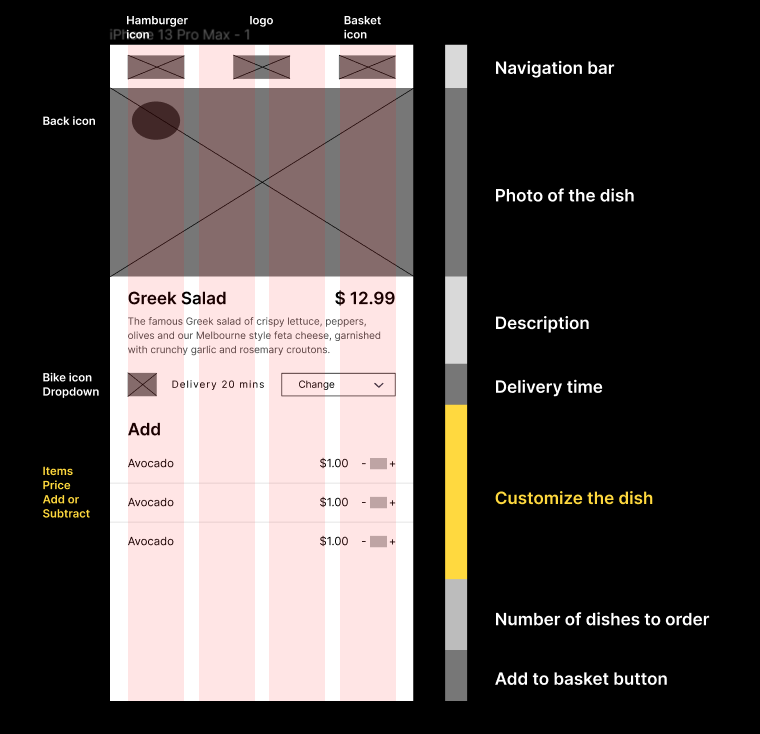 Hamburger
icon
logo
Basket
icon
iPhone 13 Pro Max - 1
Navigation bar
Back icon
Photo of the dish
Greek Salad
$ 12.99
The famous Greek salad of crispy lettuce, peppers,
olives and our Melbourne style feta cheese, garnished
with crunchy garlic and rosemary croutons.
Description
Bike icon
Dropdown
Delivery 20 mins
Change
Delivery time
Add
Avocado
$1.00 - +
Items
Price
Add or
Subtract
Avocado
$1.00 - +
Customize the dish
Avocado
$1.00 - +
Number of dishes to order
Add to basket button